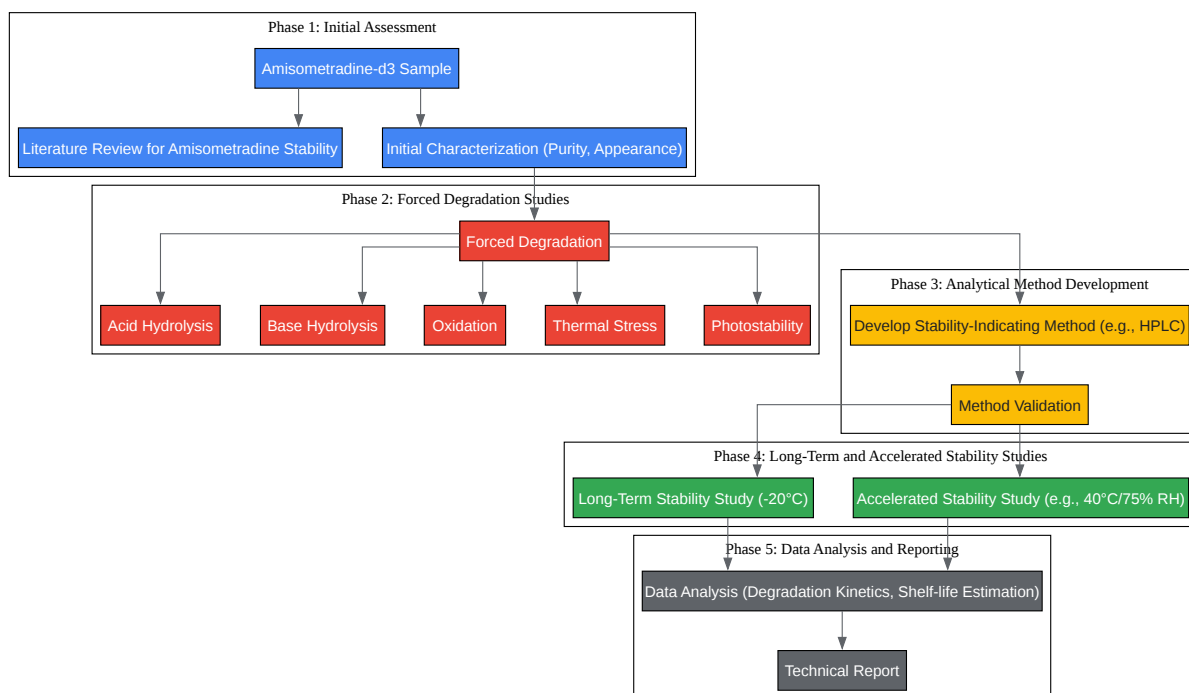 Phase 1: Initial Assessment
Amisometradine-d3 Sample
Literature Review for Amisometradine Stability
Initial Characterization (Purity, Appearance)
Phase 2: Forced Degradation Studies
Forced Degradation
Acid Hydrolysis
Base Hydrolysis
Oxidation
Thermal Stress
Photostability
Phase 3: Analytical Method Development
Develop Stability-Indicating Method (e.g., HPLC)
Method Validation
Phase 4: Long-Term and Accelerated Stability Studies
Long-Term Stability Study (-20°C)
Accelerated Stability Study (e.g., 40°C/75% RH)
Phase 5: Data Analysis and Reporting
Data Analysis (Degradation Kinetics, Shelf-life Estimation)
Technical Report